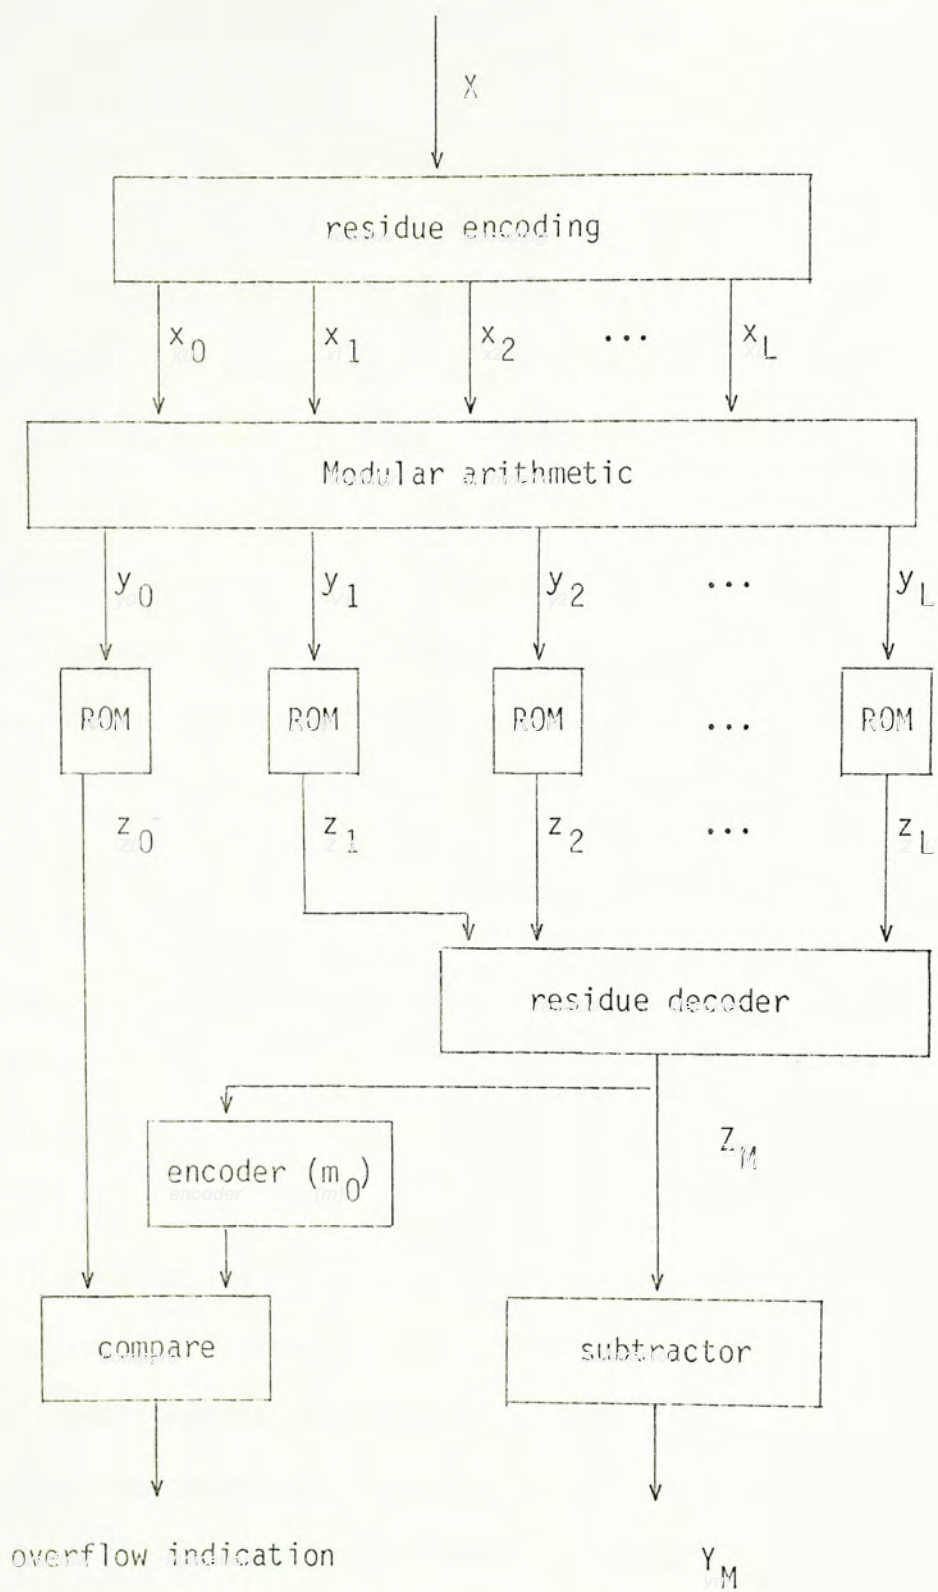 X
residue encoding
x0 x1 x2 ... xL
Modular arithmetic
y0 y1 y2 ... yL
ROM ROM ROM ... ROM
z0 z1 z2 ... zL
residue decoder
ZM
encoder (m0)
compare subtractor
overflow indication YM